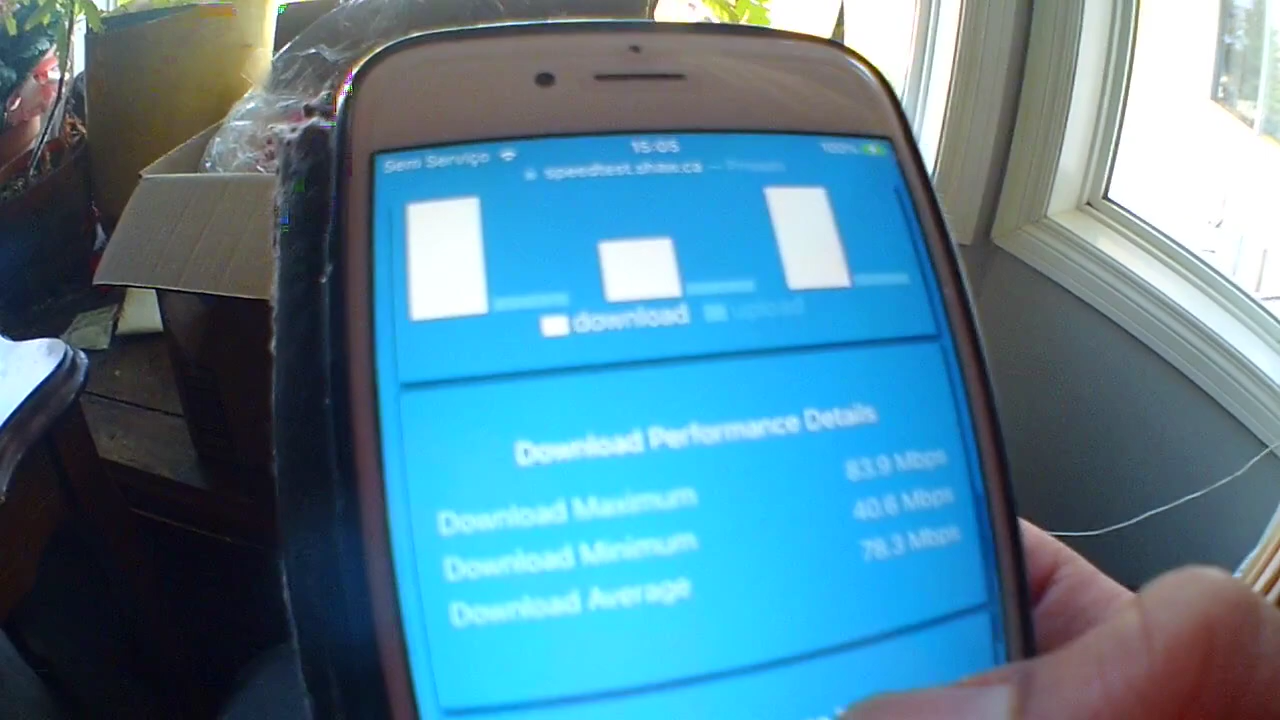 Sem Serviço 15:05 100%
speedtest.shaw.ca
download upload
Download Performance Details
Download Maximum 83.9 Mbps
Download Minimum 40.6 Mbps
Download Average 78.3 Mbps